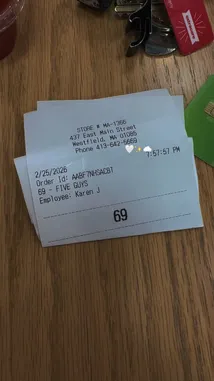 STORE # MA-1366
437 East Main Street
Westfield, MA 01085
Phone 413-642-5669
7:57:57 PM
2/25/2026
Order Id: AABF7NHSACBT
69 - FIVE GUYS
Employee: Karen J
69